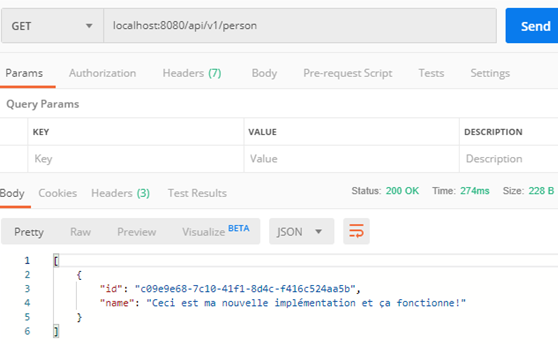 GET localhost:8080/api/v1/person Send
Params Authorization Headers (7) Body Pre-request Script Tests Settings
Query Params
KEY VALUE DESCRIPTION
Key Value Description
Body Cookies Headers (3) Test Results Status: 200 OK Time: 274ms Size: 228 B
Pretty Raw Preview Visualize BETA JSON
1 [
2 {
3 "id": "c09e9e68-7c10-41f1-8d4c-f416c524aa5b",
4 "name": "Ceci est ma nouvelle implémentation et ça fonctionne!"
5 }
6 ]